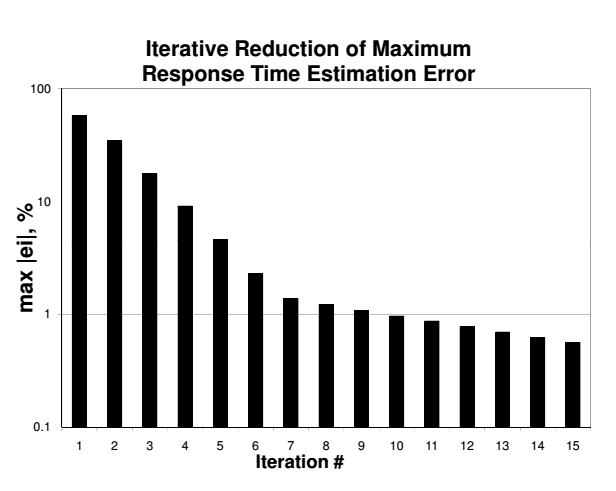 Iterative Reduction of Maximum
Response Time Estimation Error
max |ei|, %
100
10
1
0.1
1 2 3 4 5 6 7 8 9 10 11 12 13 14 15
Iteration #